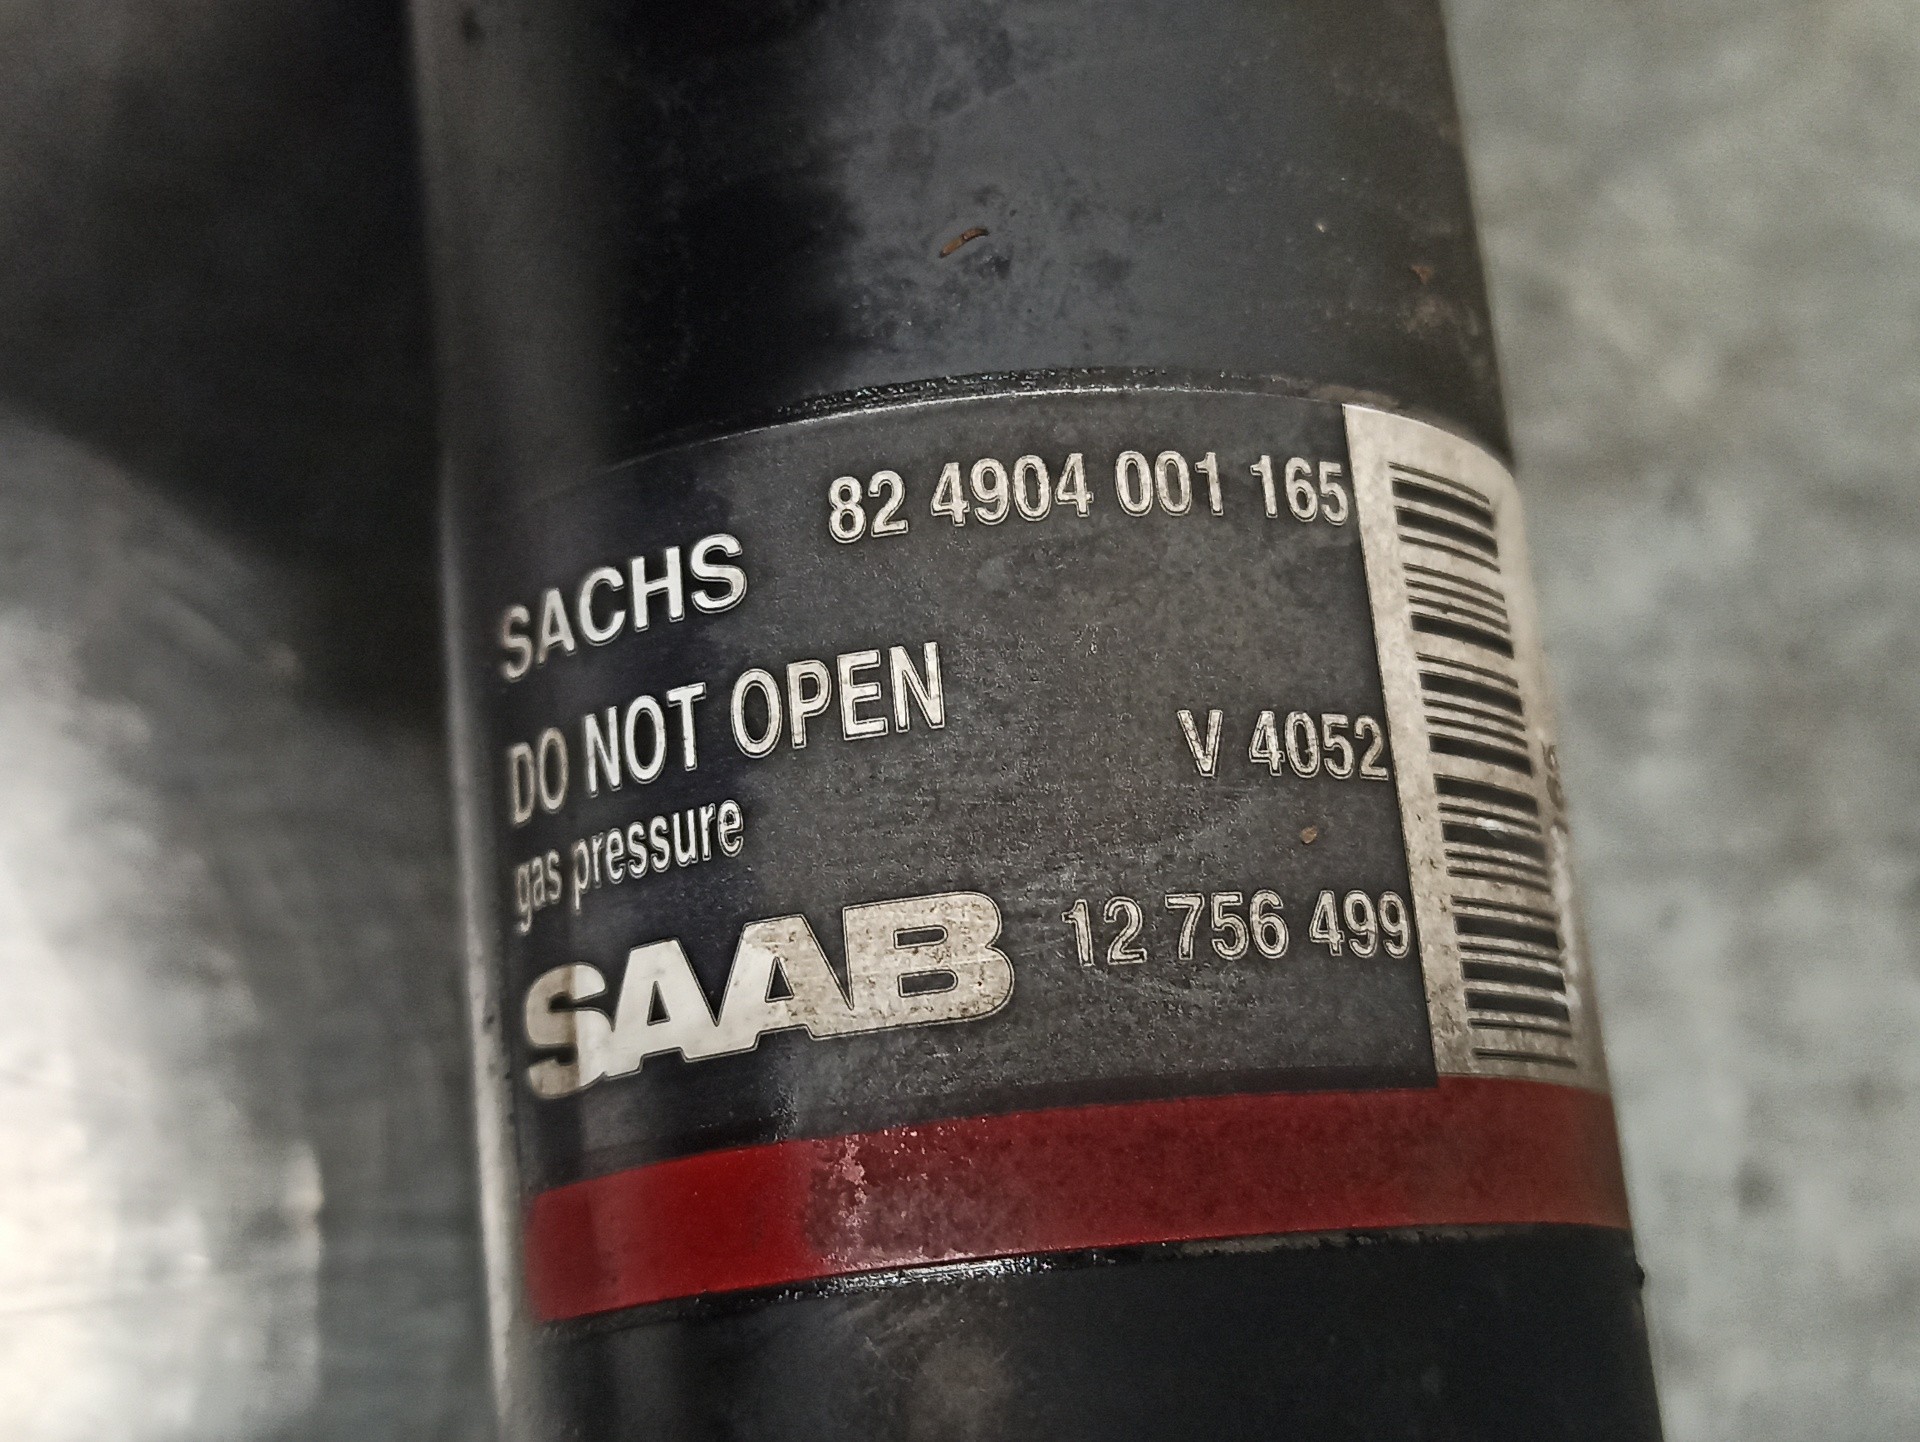 82 4904 001 165
SACHS
DO NOT OPEN
V 4052
gas pressure
SAAB 12 756 499